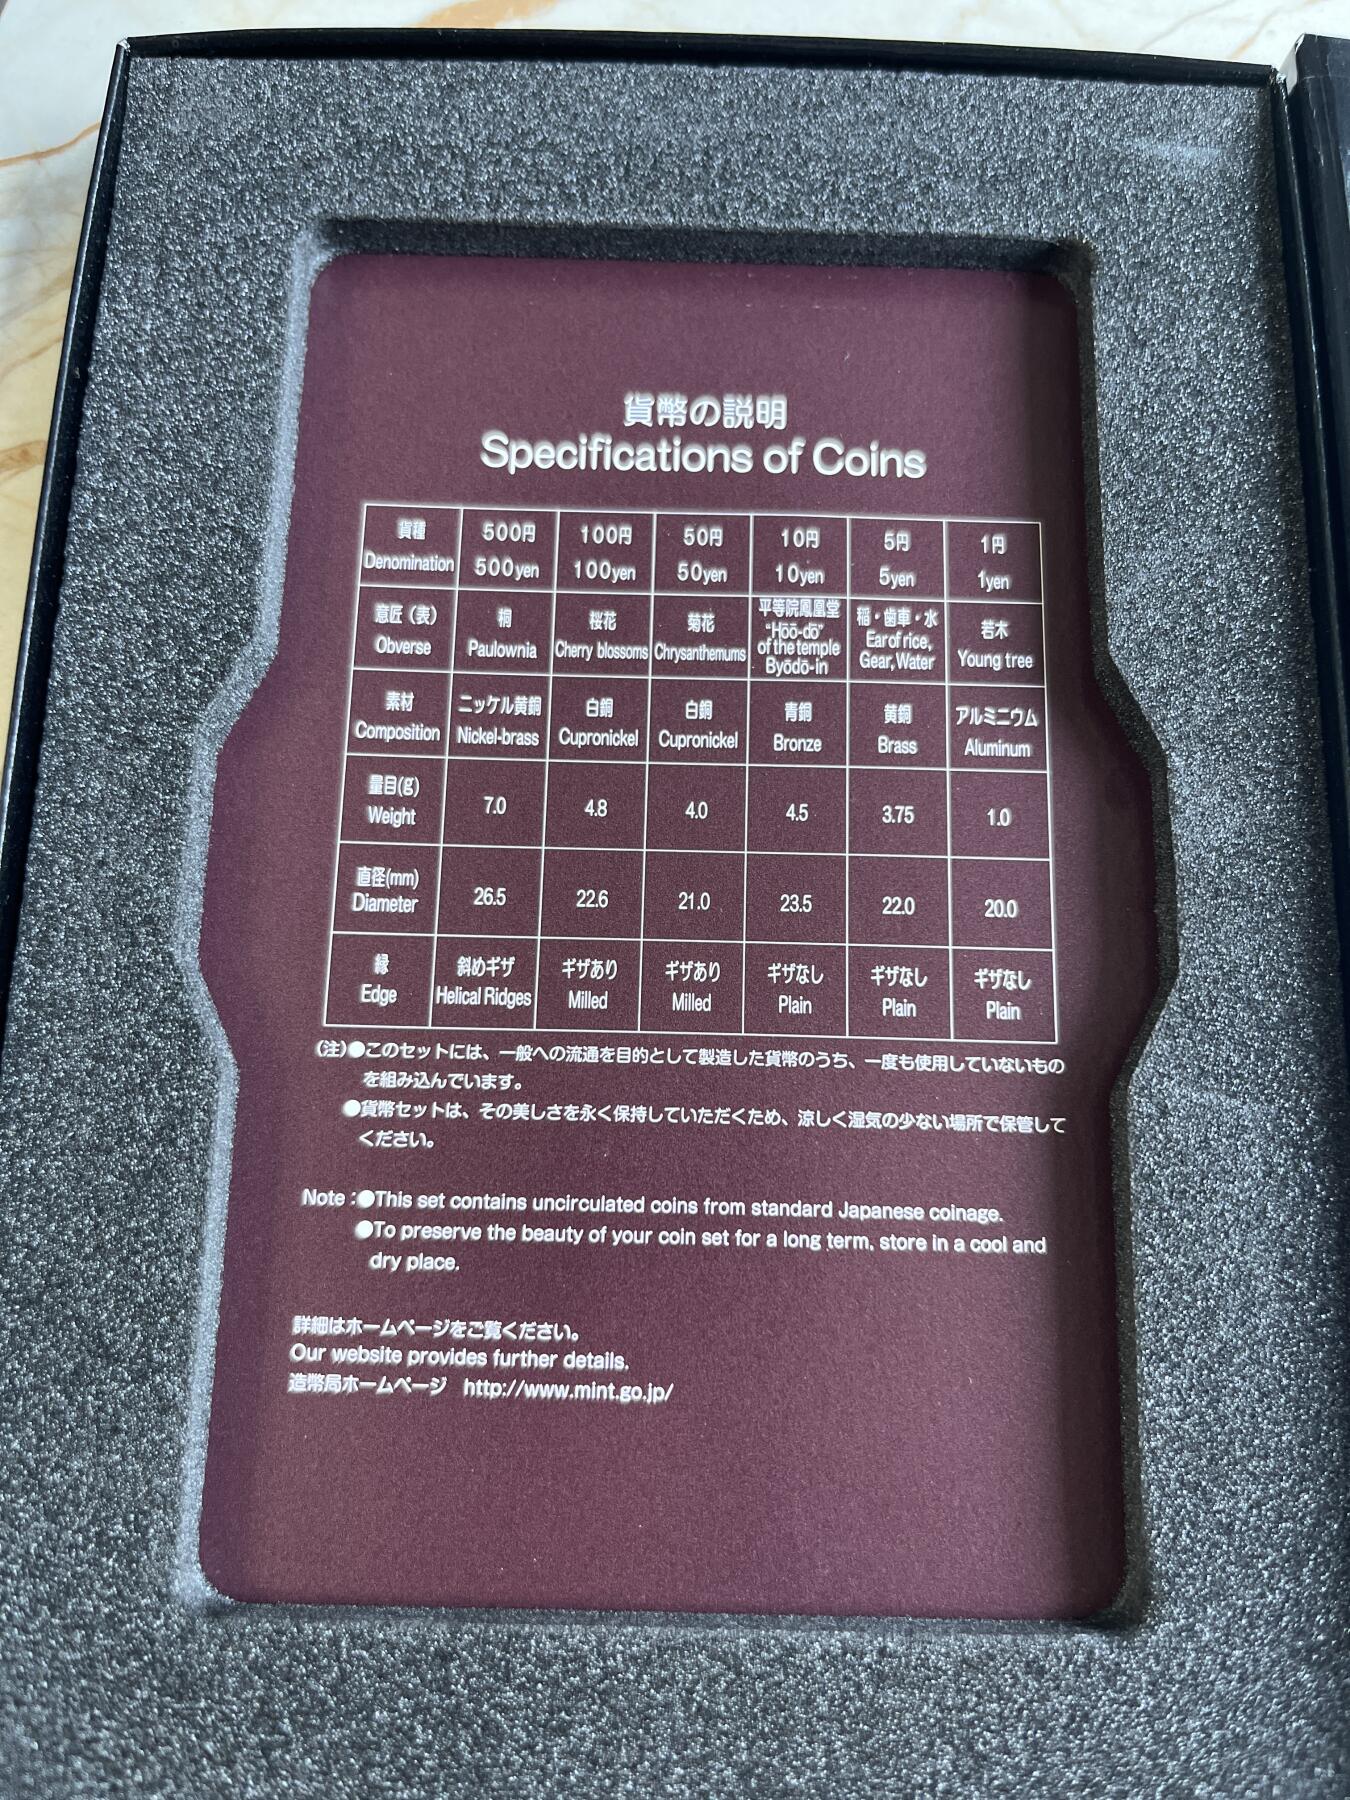 貨幣の説明
Specifications of Coins
貨種 500円 100円 50円 10円 5円 1円
Denomination 500yen 100yen 50yen 10yen 5yen 1yen
意匠（表） 桐 桜花 菊花 平等院鳳凰堂 稲・歯車・水 若木
Obverse Paulownia Cherry blossoms Chrysanthemums "Hōō-dō" of the temple Byōdō-in Ear of rice, Gear, Water Young tree
素材 ニッケル黄銅 白銅 白銅 青銅 黄銅 アルミニウム
Composition Nickel-brass Cupronickel Cupronickel Bronze Brass Aluminum
量目(g)
Weight 7.0 4.8 4.0 4.5 3.75 1.0
直径(mm)
Diameter 26.5 22.6 21.0 23.5 22.0 20.0
縁 斜めギザ ギザあり ギザあり ギザなし ギザなし ギザなし
Edge Helical Ridges Milled Milled Plain Plain Plain
（注）●このセットには、一般への流通を目的として製造した貨幣のうち、一度も使用していないもの
を組み込んでいます。
●貨幣セットは、その美しさを永く保持していただくため、涼しく湿気の少ない場所で保管して
ください。
Note :●This set contains uncirculated coins from standard Japanese coinage.
●To preserve the beauty of your coin set for a long term, store in a cool and
dry place.
詳細はホームページをご覧ください。
Our website provides further details.
造幣局ホームページ http://www.mint.go.jp/